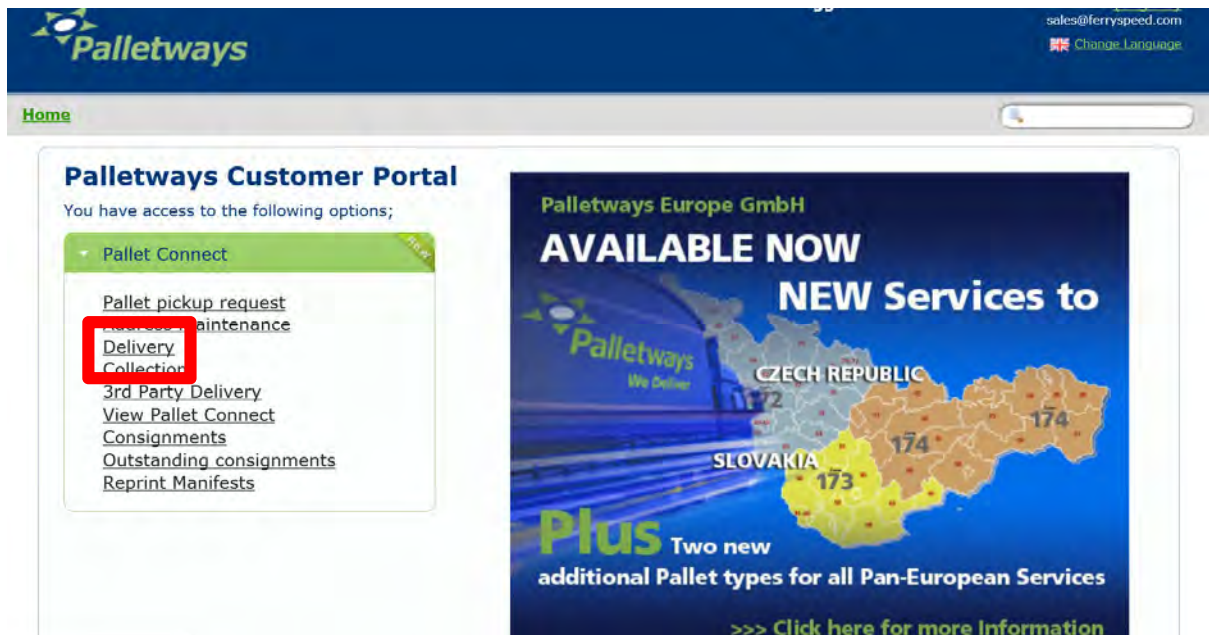 sales@ferryspeed.com
Palletways
Change Language
Home
Palletways Customer Portal
You have access to the following options;
Pallet Connect
New
Pallet pickup request
Delivery
Collection
3rd Party Delivery
View Pallet Connect
Consignments
Outstanding consignments
Reprint Manifests
Palletways Europe GmbH
AVAILABLE NOW
NEW Services to
Palletways
We Deliver
CZECH REPUBLIC
174
174
SLOVAKIA
173
Plus Two new
additional Pallet types for all Pan-European Services
>>> Click here for more Information